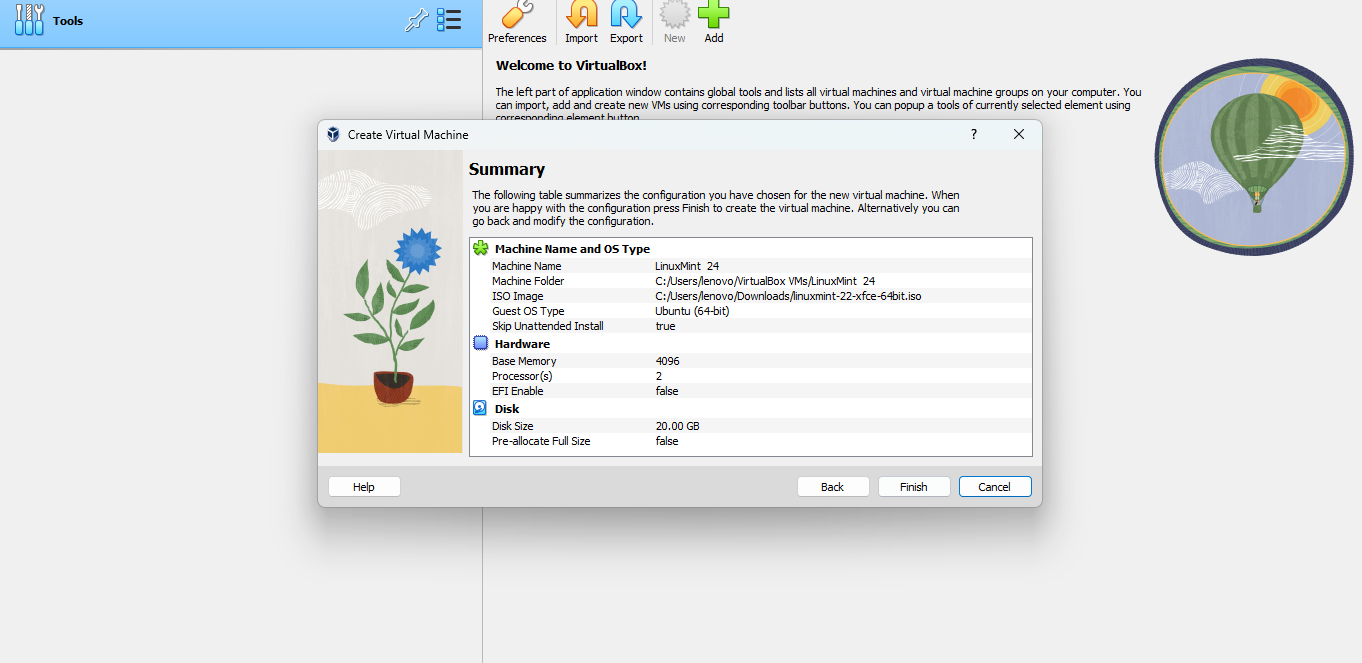 Tools
Preferences Import Export New Add
Welcome to VirtualBox!
The left part of application window contains global tools and lists all virtual machines and virtual machine groups on your computer. You
can import, add and create new VMs using corresponding toolbar buttons. You can popup a tools of currently selected element using
corresponding element button.
Create Virtual Machine
?
Summary
The following table summarizes the configuration you have chosen for the new virtual machine. When
you are happy with the configuration press Finish to create the virtual machine. Alternatively you can
go back and modify the configuration.
Machine Name and OS Type
Machine Name LinuxMint 24
Machine Folder C:/Users/lenovo/VirtualBox VMs/LinuxMint 24
ISO Image C:/Users/lenovo/Downloads/linuxmint-22-xfce-64bit.iso
Guest OS Type Ubuntu (64-bit)
Skip Unattended Install true
Hardware
Base Memory 4096
Processor(s) 2
EFI Enable false
Disk
Disk Size 20.00 GB
Pre-allocate Full Size false
Help Back Finish Cancel